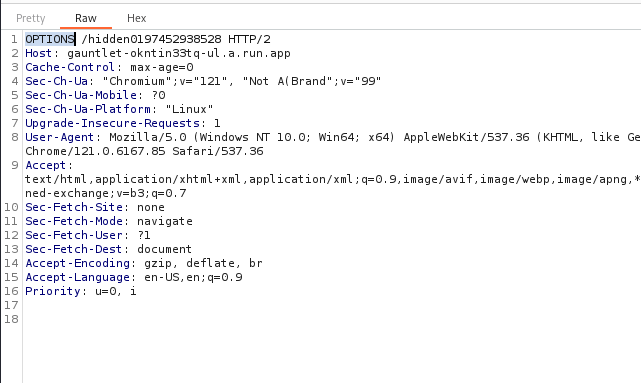 Pretty Raw Hex
1 OPTIONS /hidden0197452938528 HTTP/2
2 Host: gauntlet-okntin33tq-ul.a.run.app
3 Cache-Control: max-age=0
4 Sec-Ch-Ua: "Chromium";v="121", "Not A(Brand";v="99"
5 Sec-Ch-Ua-Mobile: ?0
6 Sec-Ch-Ua-Platform: "Linux"
7 Upgrade-Insecure-Requests: 1
8 User-Agent: Mozilla/5.0 (Windows NT 10.0; Win64; x64) AppleWebKit/537.36 (KHTML, like Ge
Chrome/121.0.6167.85 Safari/537.36
9 Accept:
text/html,application/xhtml+xml,application/xml;q=0.9,image/avif,image/webp,image/apng,*
ned-exchange;v=b3;q=0.7
10 Sec-Fetch-Site: none
11 Sec-Fetch-Mode: navigate
12 Sec-Fetch-User: ?1
13 Sec-Fetch-Dest: document
14 Accept-Encoding: gzip, deflate, br
15 Accept-Language: en-US,en;q=0.9
16 Priority: u=0, i
17
18